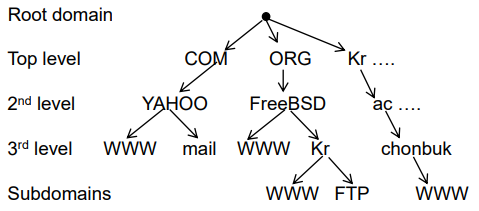 Root domain
Top level COM ORG Kr ....
2nd level YAHOO FreeBSD ac ....
3rd level WWW mail WWW Kr chonbuk
Subdomains WWW FTP WWW